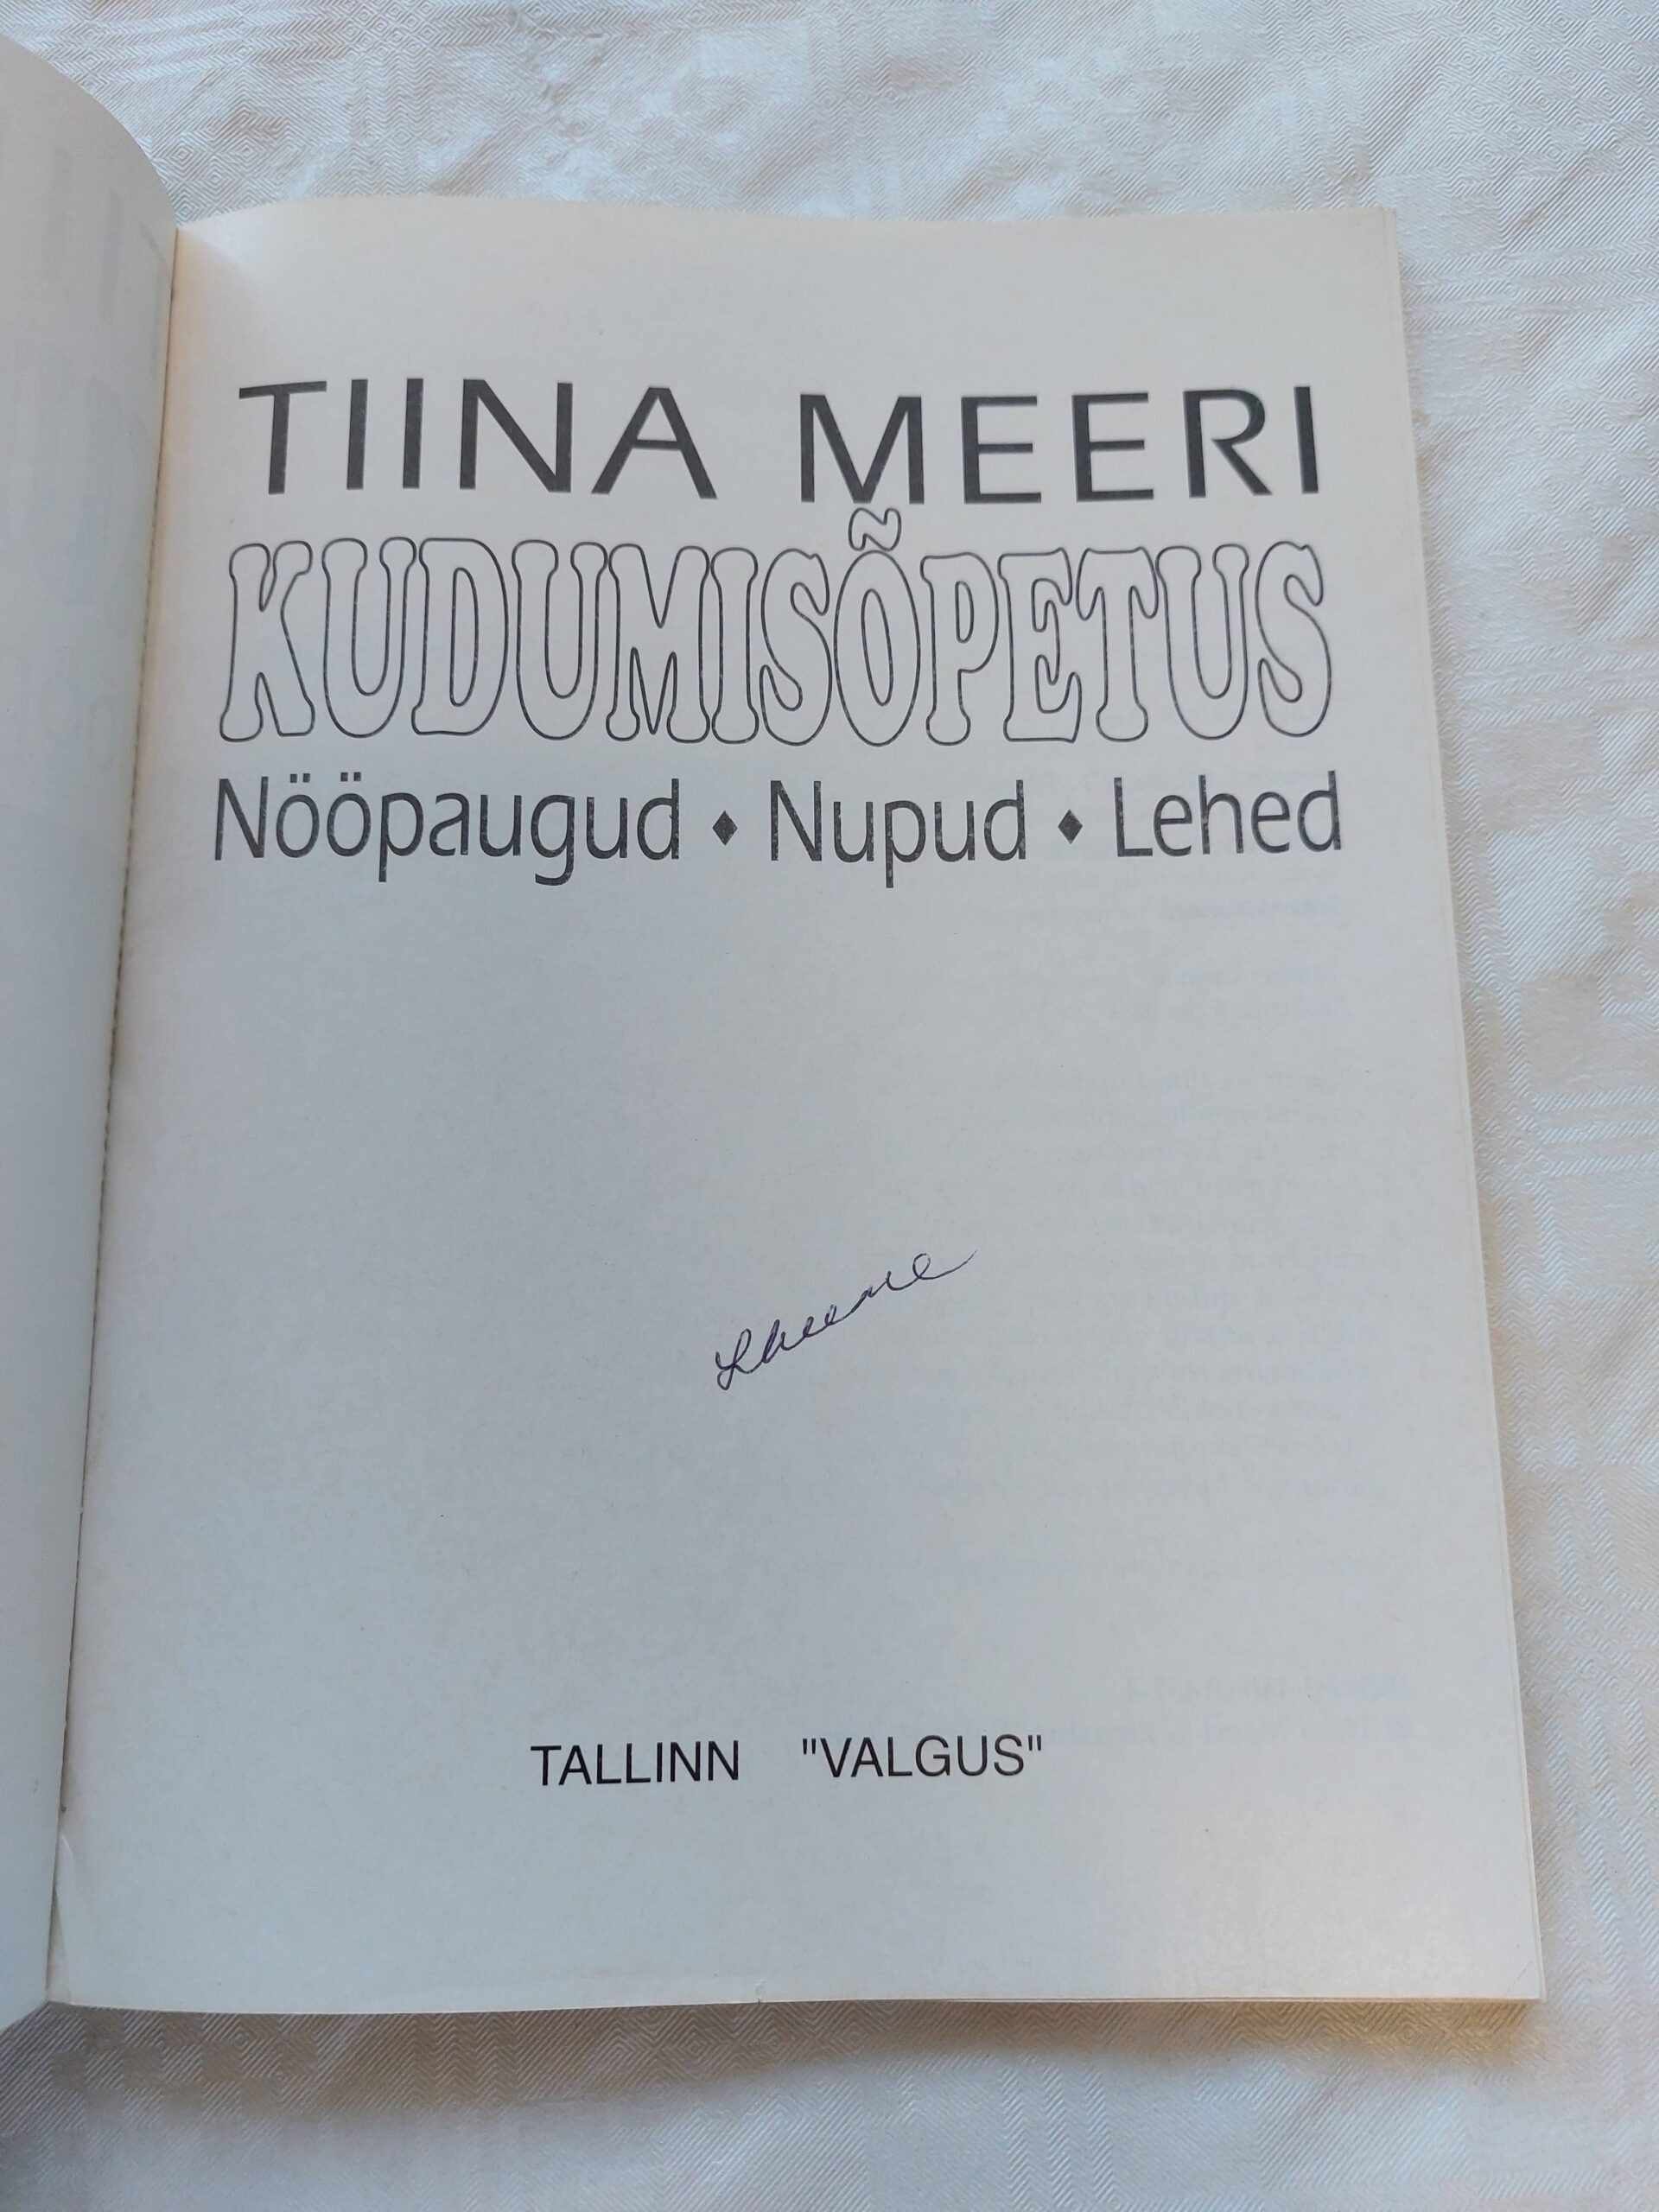 TIINA MEERI
KUDUMISÕPETUS
Nööpaugud ♦ Nupud ♦ Lehed
TALLINN "VALGUS"